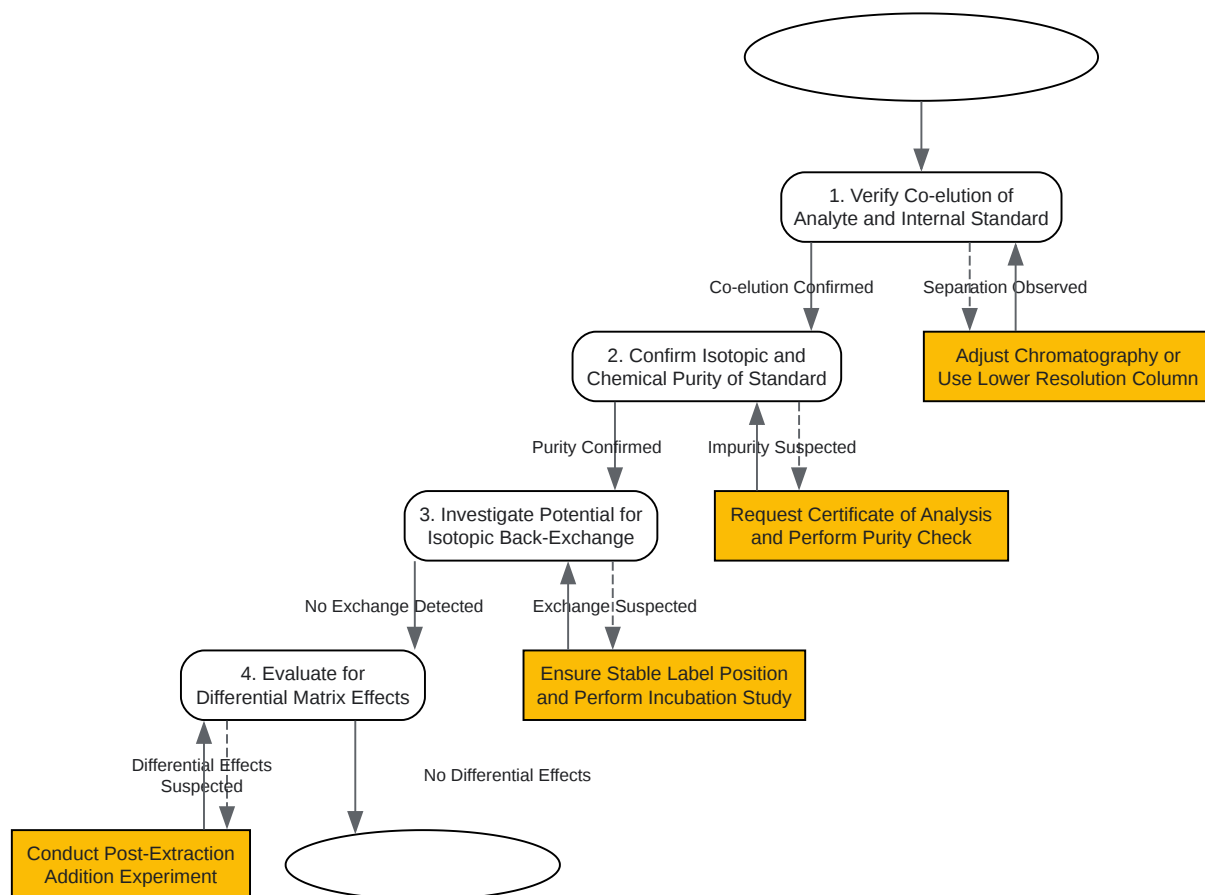 1. Verify Co-elution of
Analyte and Internal Standard
Co-elution Confirmed
Separation Observed
2. Confirm Isotopic and
Chemical Purity of Standard
Adjust Chromatography or
Use Lower Resolution Column
Purity Confirmed
Impurity Suspected
3. Investigate Potential for
Isotopic Back-Exchange
Request Certificate of Analysis
and Perform Purity Check
No Exchange Detected
Exchange Suspected
4. Evaluate for
Differential Matrix Effects
Ensure Stable Label Position
and Perform Incubation Study
Differential Effects
Suspected
No Differential Effects
Conduct Post-Extraction
Addition Experiment